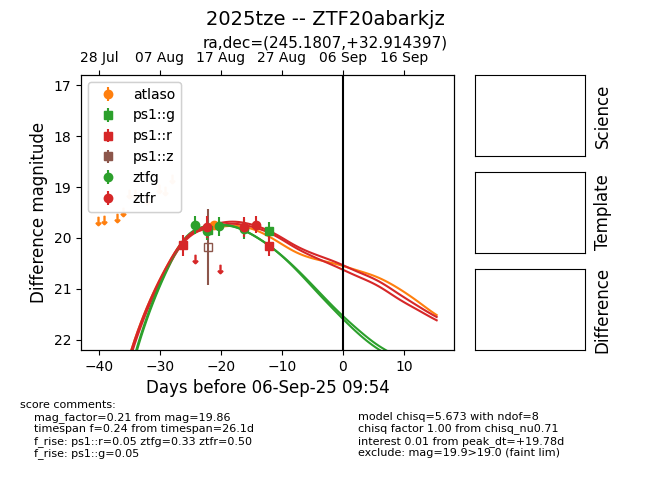 2025tze -- ZTF20abarkjz
ra,dec=(245.1807,+32.914397)
28 Jul 07 Aug 17 Aug 27 Aug 06 Sep 16 Sep
17
18
19
20
21
22
Difference magnitude
atlaso
ps1::g
ps1::r
ps1::z
ztfg
ztfr
−40 −30 −20 −10 0 10
Days before 06-Sep-25 09:54
Science
Template
Difference
score comments:
mag_factor=0.21 from mag=19.86
timespan f=0.24 from timespan=26.1d
f_rise: ps1::r=0.05 ztfg=0.33 ztfr=0.50
f_rise: ps1::g=0.05
model chisq=5.673 with ndof=8
chisq factor 1.00 from chisq_nu0.71
interest 0.01 from peak_dt=+19.78d
exclude: mag=19.9>19.0 (faint lim)